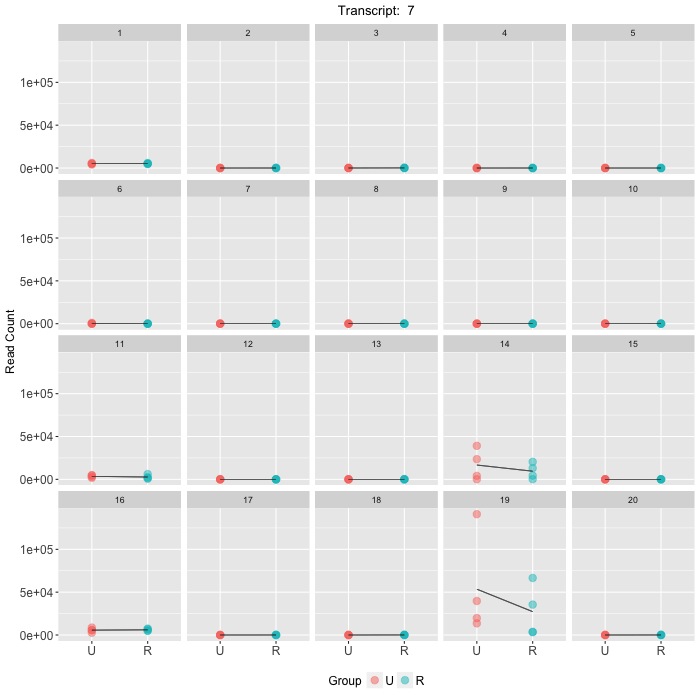 Transcript: 7
1 2 3 4 5
1e+05
5e+04
0e+00
6 7 8 9 10
1e+05
5e+04
0e+00
Read Count
11 12 13 14 15
1e+05
5e+04
0e+00
16 17 18 19 20
1e+05
5e+04
0e+00
U R U R U R U R U R
Group U R